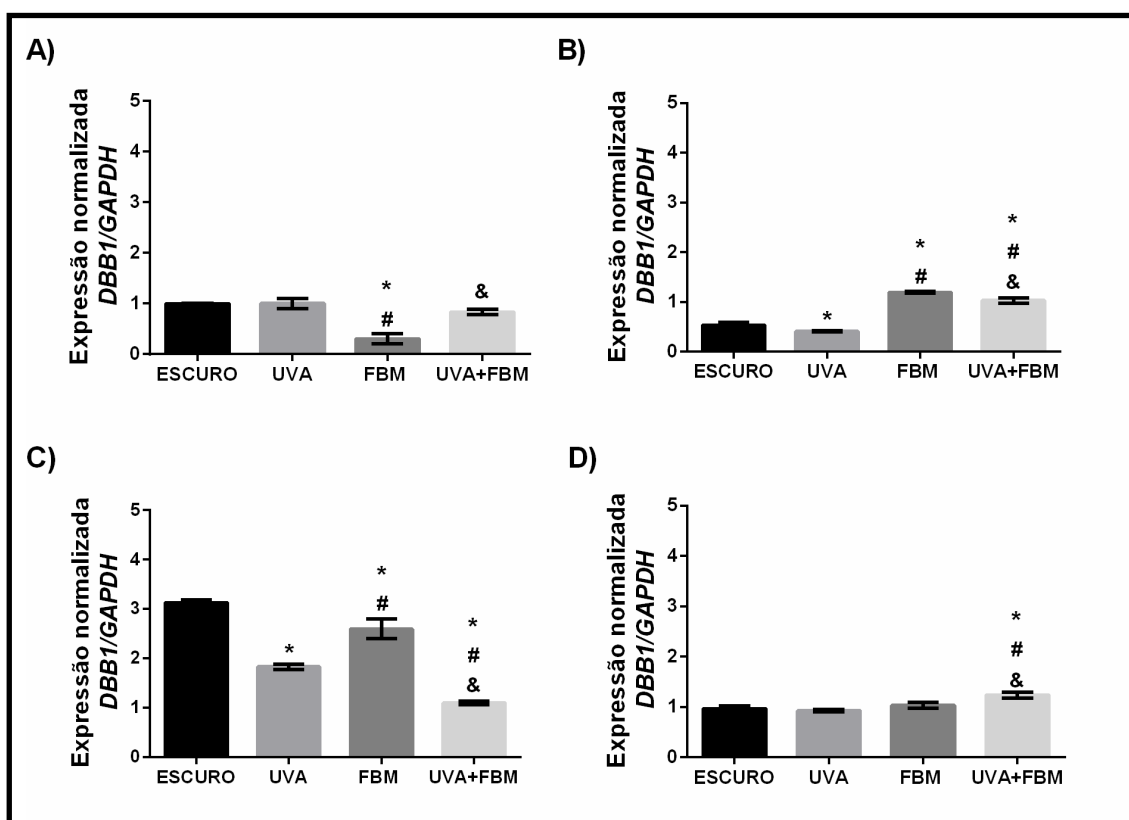 A)
Expressão normalizada
DBB1/GAPDH
5
4
3
2
1
0
*
#
&
ESCURO UVA FBM UVA+FBM
B)
Expressão normalizada
DBB1/GAPDH
5
4
3
2
1
0
*
*
#
*
#
&
ESCURO UVA FBM UVA+FBM
C)
Expressão normalizada
DBB1/GAPDH
5
4
3
2
1
0
*
*
#
*
#
&
ESCURO UVA FBM UVA+FBM
D)
Expressão normalizada
DBB1/GAPDH
5
4
3
2
1
0
*
#
&
ESCURO UVA FBM UVA+FBM